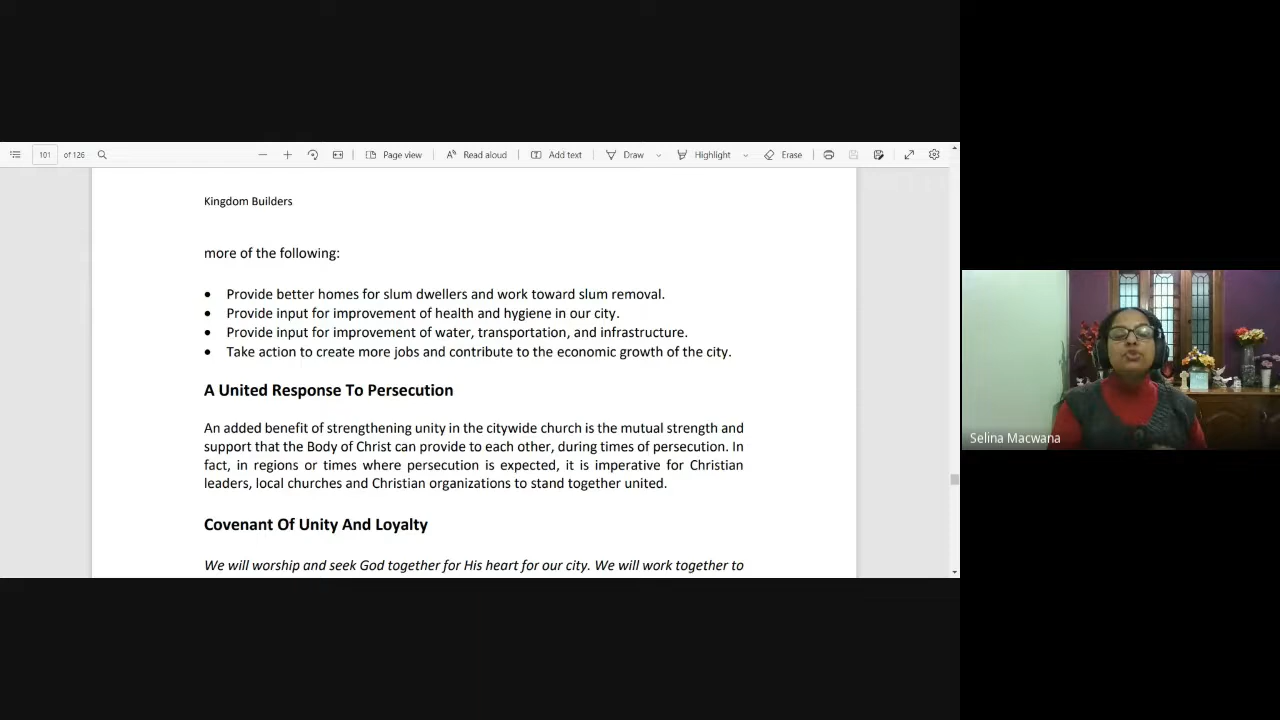 101 of 126
Page view
Read aloud
Add text
Draw
Highlight
Erase
Kingdom Builders
more of the following:
• Provide better homes for slum dwellers and work toward slum removal.
• Provide input for improvement of health and hygiene in our city.
• Provide input for improvement of water, transportation, and infrastructure.
• Take action to create more jobs and contribute to the economic growth of the city.
A United Response To Persecution
An added benefit of strengthening unity in the citywide church is the mutual strength and
support that the Body of Christ can provide to each other, during times of persecution. In
fact, in regions or times where persecution is expected, it is imperative for Christian
leaders, local churches and Christian organizations to stand together united.
Covenant Of Unity And Loyalty
We will worship and seek God together for His heart for our city. We will work together to
Selina Macwana